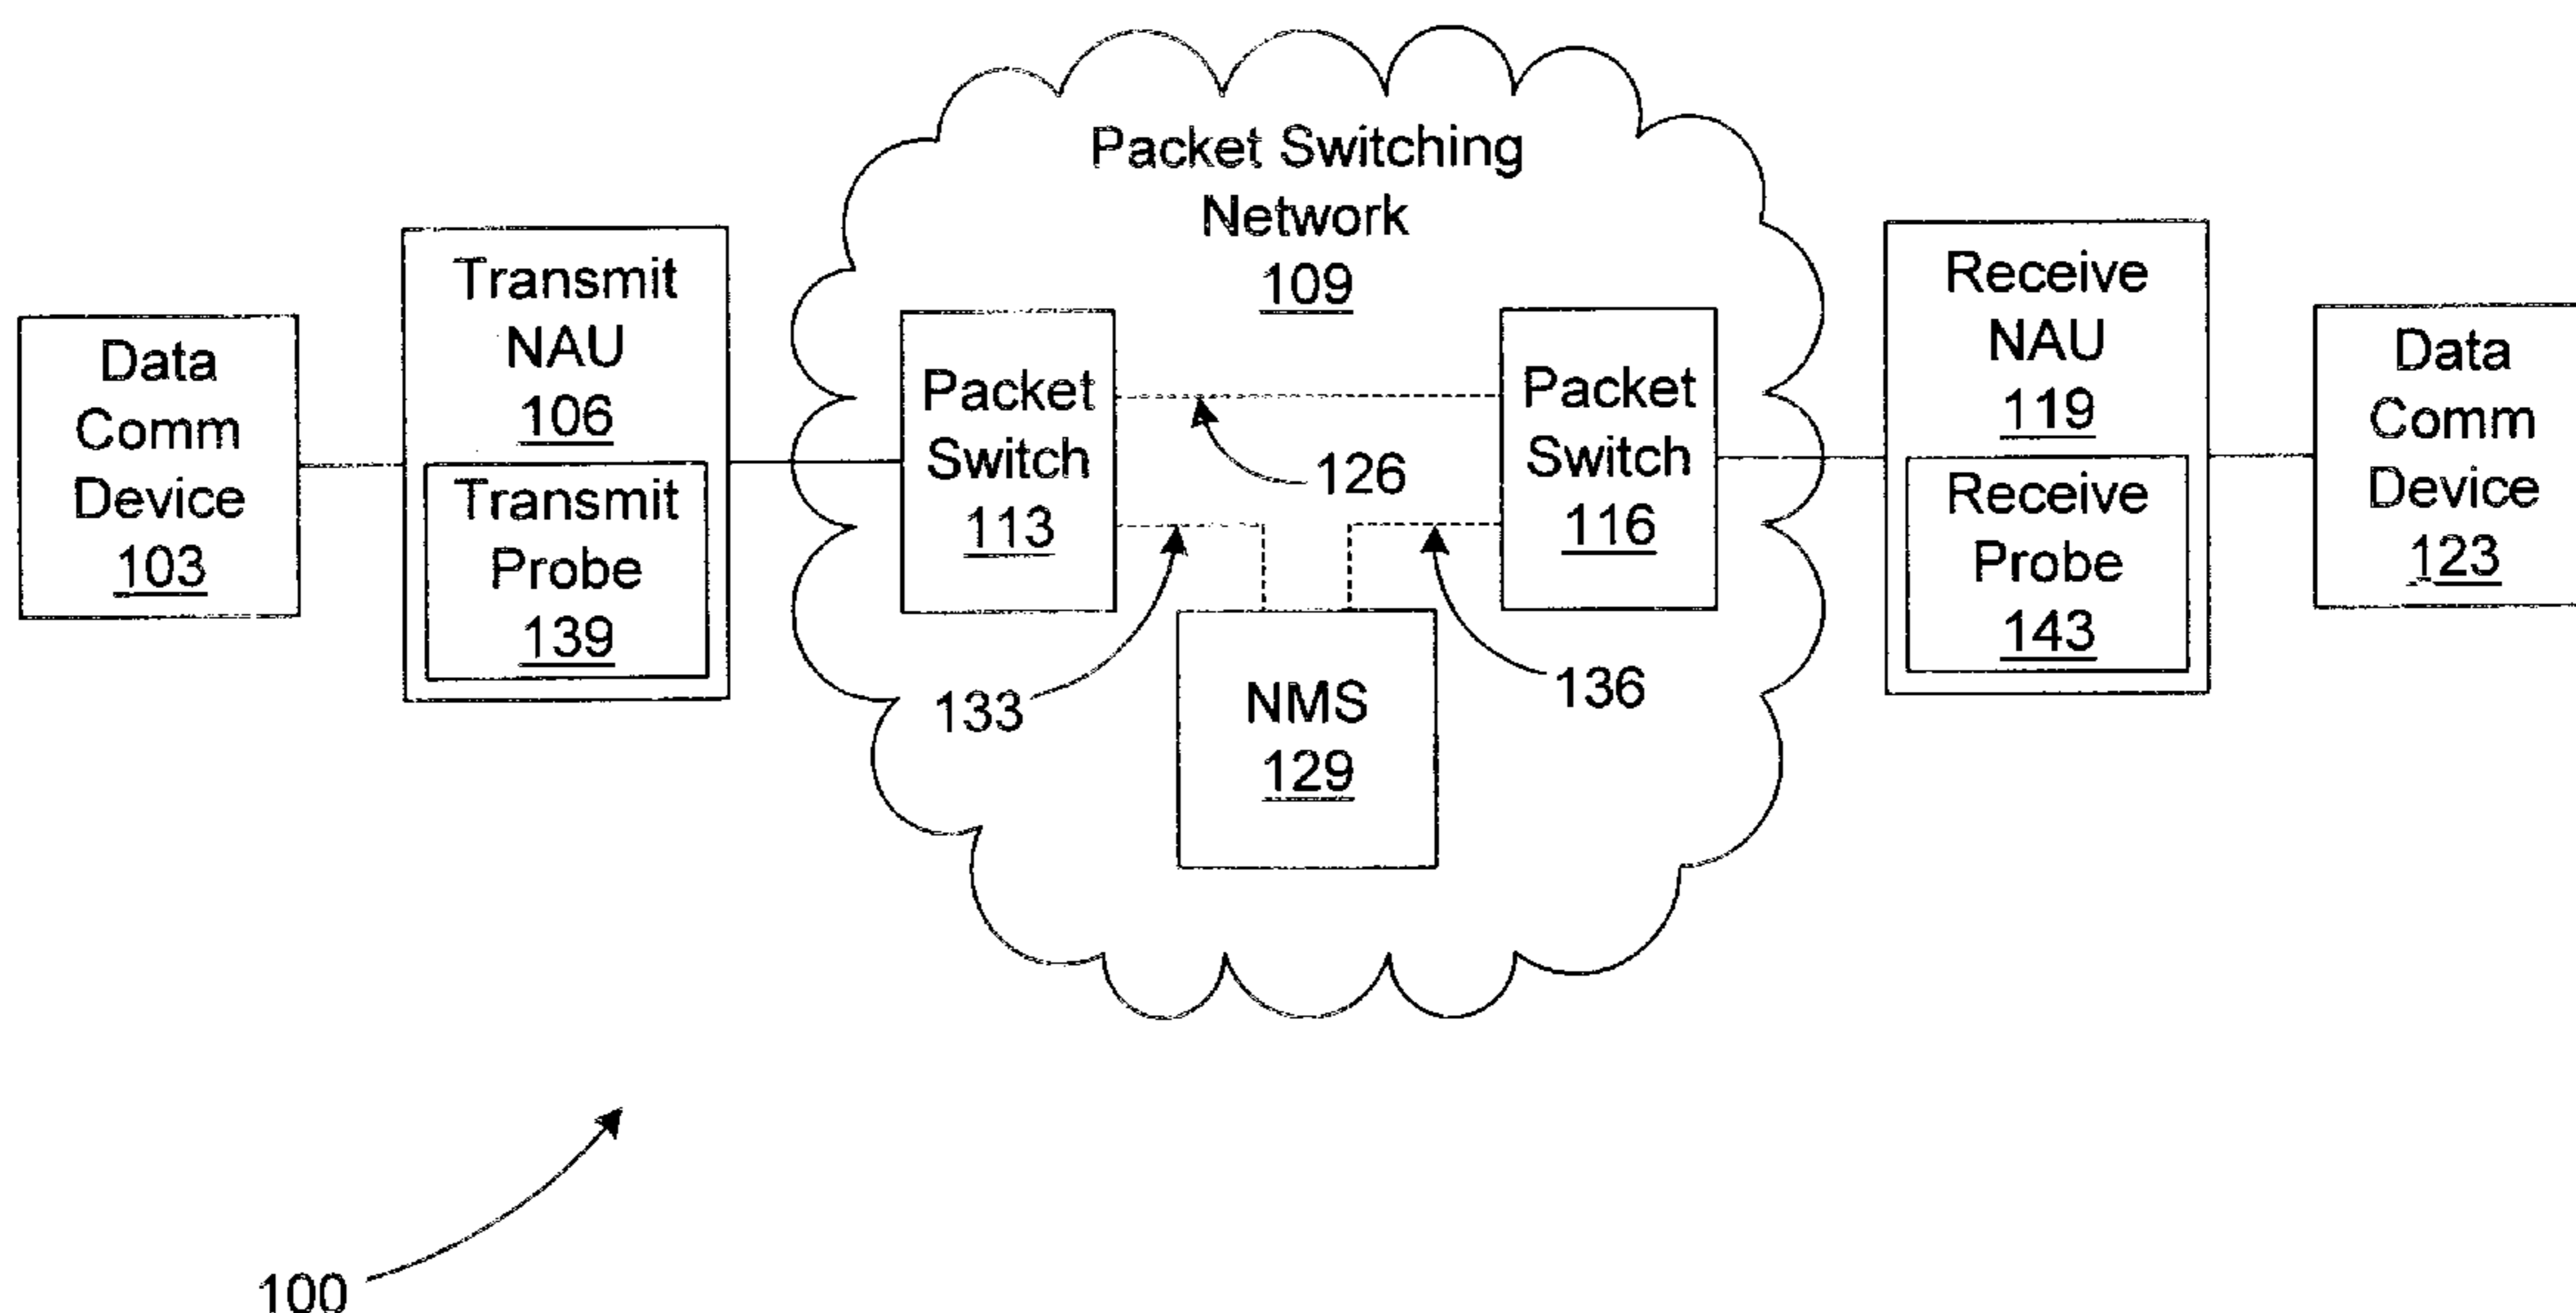 Packet Switching
Network
109
Data
Comm
Device
103
Transmit
NAU
106
Transmit
Probe
139
Packet
Switch
113
126
133
NMS
129
136
Packet
Switch
116
Receive
NAU
119
Receive
Probe
143
Data
Comm
Device
123
100